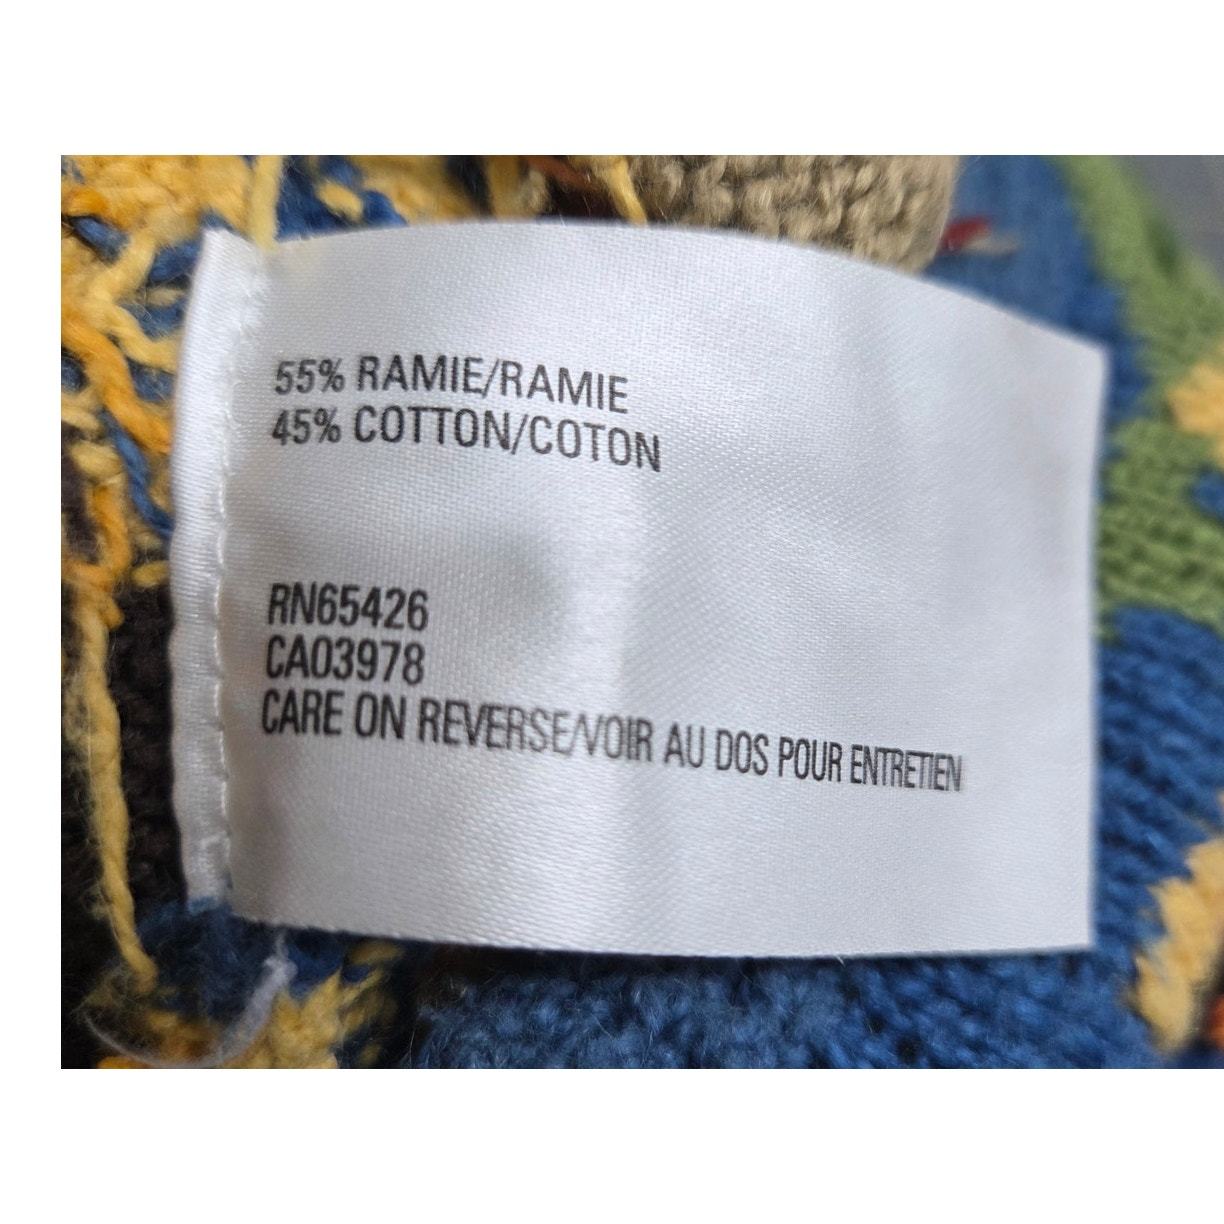 55% RAMIE/RAMIE
45% COTTON/COTON
RN65426
CA03978
CARE ON REVERSE/VOIR AU DOS POUR ENTRETIEN